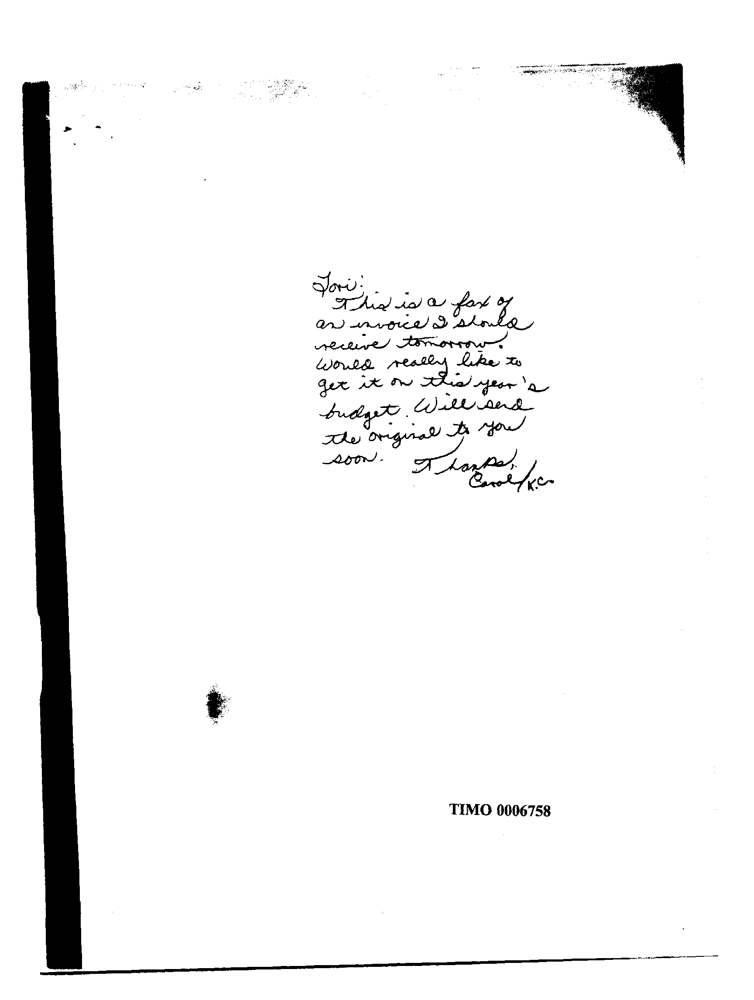 Tori:
This is a fax of
an invoice I should
receive tomorrow.
Would really like to
get it on this year's
budget. Will send
the original to you
soon. Thanks,
Carol/K.C.
TIMO 0006758